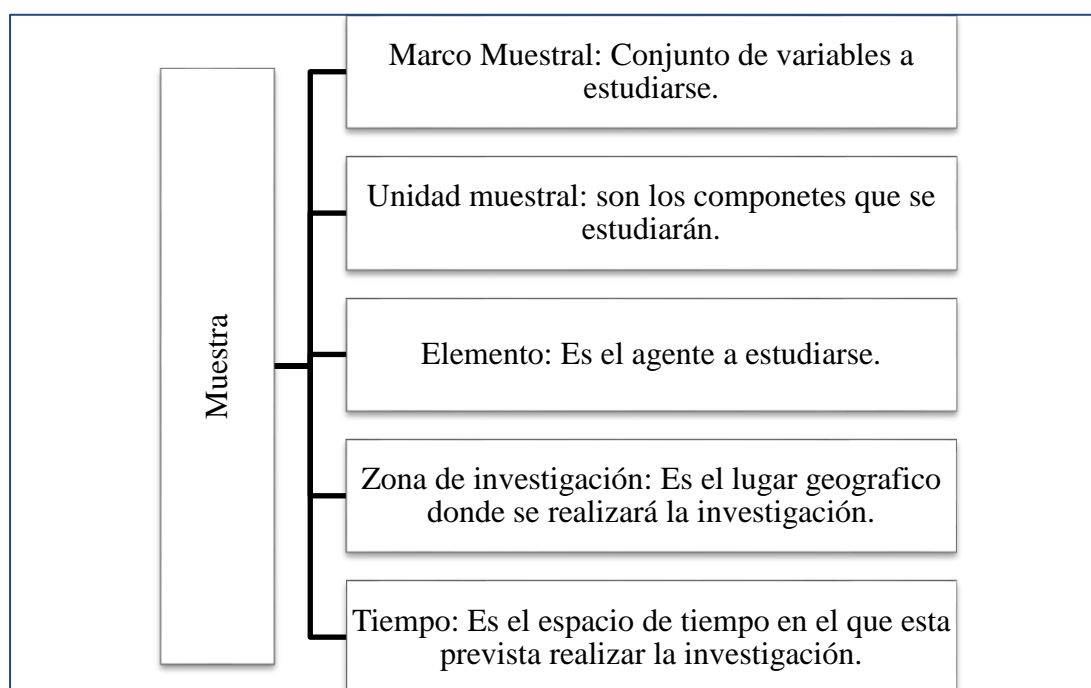 Muestra
Marco Muestral: Conjunto de variables a
estudiarse.
Unidad muestral: son los componetes que se
estudiarán.
Elemento: Es el agente a estudiarse.
Zona de investigación: Es el lugar geografico
donde se realizará la investigación.
Tiempo: Es el espacio de tiempo en el que esta
prevista realizar la investigación.